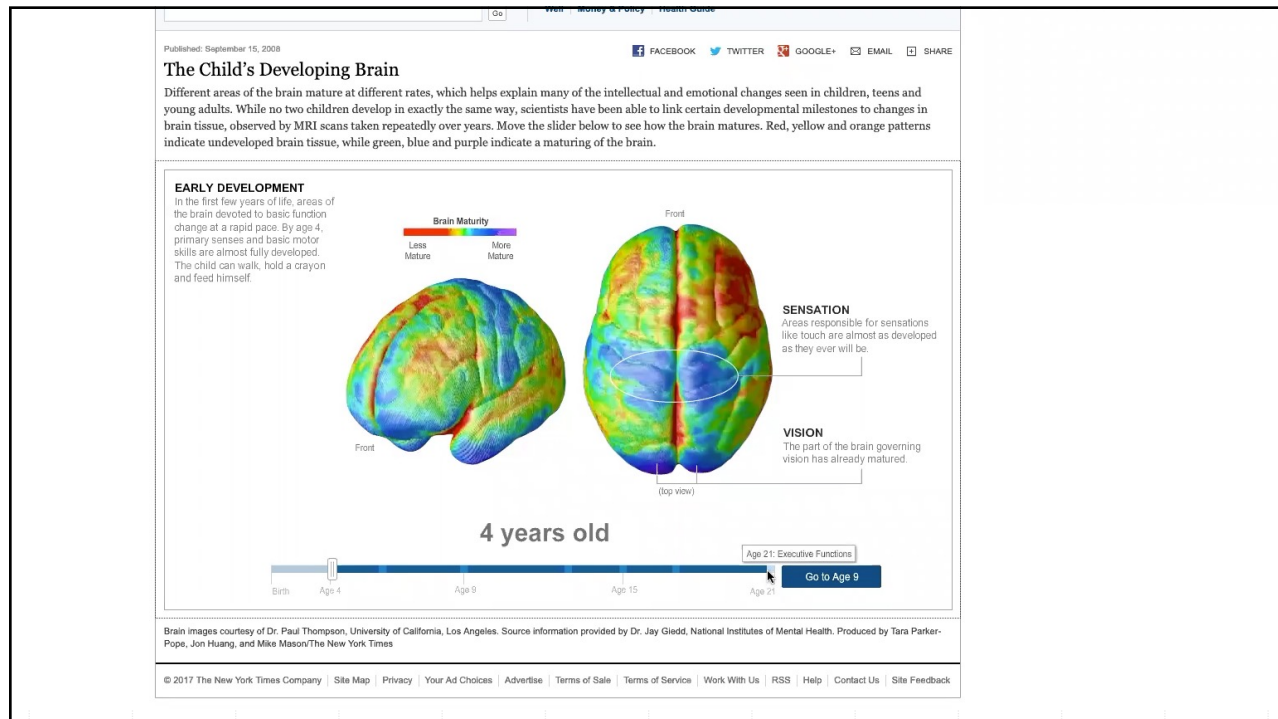 Go
Well Money & Policy Health Guide
Published: September 15, 2008
FACEBOOK TWITTER GOOGLE+ EMAIL SHARE
The Child's Developing Brain
Different areas of the brain mature at different rates, which helps explain many of the intellectual and emotional changes seen in children, teens and
young adults. While no two children develop in exactly the same way, scientists have been able to link certain developmental milestones to changes in
brain tissue, observed by MRI scans taken repeatedly over years. Move the slider below to see how the brain matures. Red, yellow and orange patterns
indicate undeveloped brain tissue, while green, blue and purple indicate a maturing of the brain.
EARLY DEVELOPMENT
In the first few years of life, areas of
the brain devoted to basic function
change at a rapid pace. By age 4,
primary senses and basic motor
skills are almost fully developed.
The child can walk, hold a crayon
and feed himself.
Brain Maturity
Less
Mature
More
Mature
Front
Front
SENSATION
Areas responsible for sensations
like touch are almost as developed
as they ever will be.
VISION
The part of the brain governing
vision has already matured.
(top view)
4 years old
Age 21: Executive Functions
Go to Age 9
Birth Age 4 Age 9 Age 15 Age 21
Brain images courtesy of Dr. Paul Thompson, University of California, Los Angeles. Source information provided by Dr. Jay Giedd, National Institutes of Mental Health. Produced by Tara Parker-
Pope, Jon Huang, and Mike Mason/The New York Times
© 2017 The New York Times Company Site Map Privacy Your Ad Choices Advertise Terms of Sale Terms of Service Work With Us RSS Help Contact Us Site Feedback